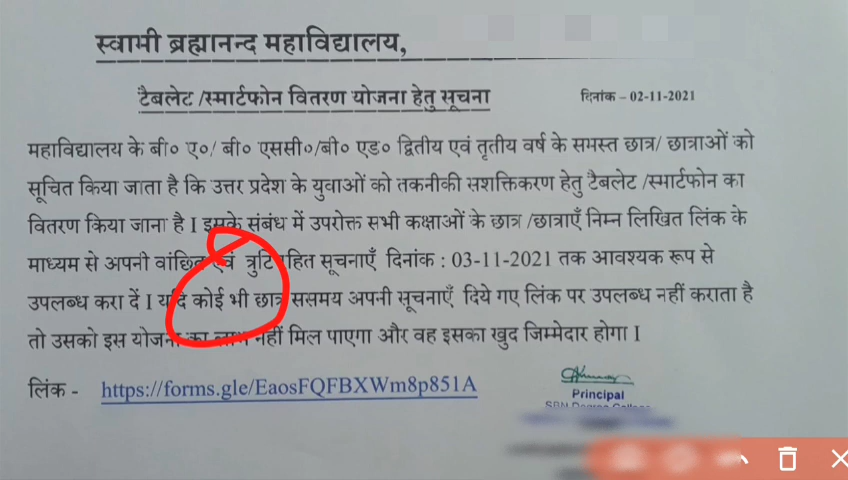 स्वामी ब्रह्मानन्द महाविद्यालय,
टैबलेट /स्मार्टफोन वितरण योजना हेतु सूचना
दिनांक – 02-11-2021
महाविद्यालय के बी० ए०/ बी० एससी०/बी० एड० द्वितीय एवं तृतीय वर्ष के समस्त छात्र/ छात्राओं को
सूचित किया जाता है कि उत्तर प्रदेश के युवाओं को तकनीकी सशक्तिकरण हेतु टैबलेट /स्मार्टफोन का
वितरण किया जाना है I इसके संबंध में उपरोक्त सभी कक्षाओं के छात्र /छात्राएँ निम्न लिखित लिंक के
माध्यम से अपनी वांछित एवं त्रुटिरहित सूचनाएँ दिनांक : 03-11-2021 तक आवश्यक रूप से
उपलब्ध करा दें I यदि कोई भी छात्र ससमय अपनी सूचनाएँ दिये गए लिंक पर उपलब्ध नहीं कराता है
तो उसको इस योजना का लाभ नहीं मिल पाएगा और वह इसका खुद जिम्मेदार होगा I
लिंक - https://forms.gle/EaosFQFBXWm8p851A
Principal
SBN Degree College